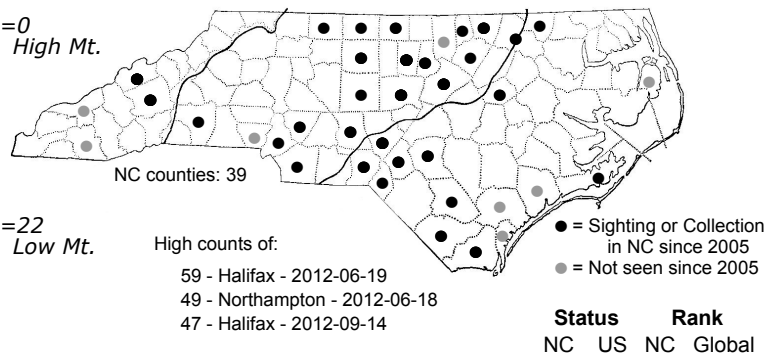 =0
High Mt.
NC counties: 39
=22
Low Mt.
High counts of:
59 - Halifax - 2012-06-19
49 - Northampton - 2012-06-18
47 - Halifax - 2012-09-14
= Sighting or Collection
in NC since 2005
= Not seen since 2005
Status Rank
NC US NC Global